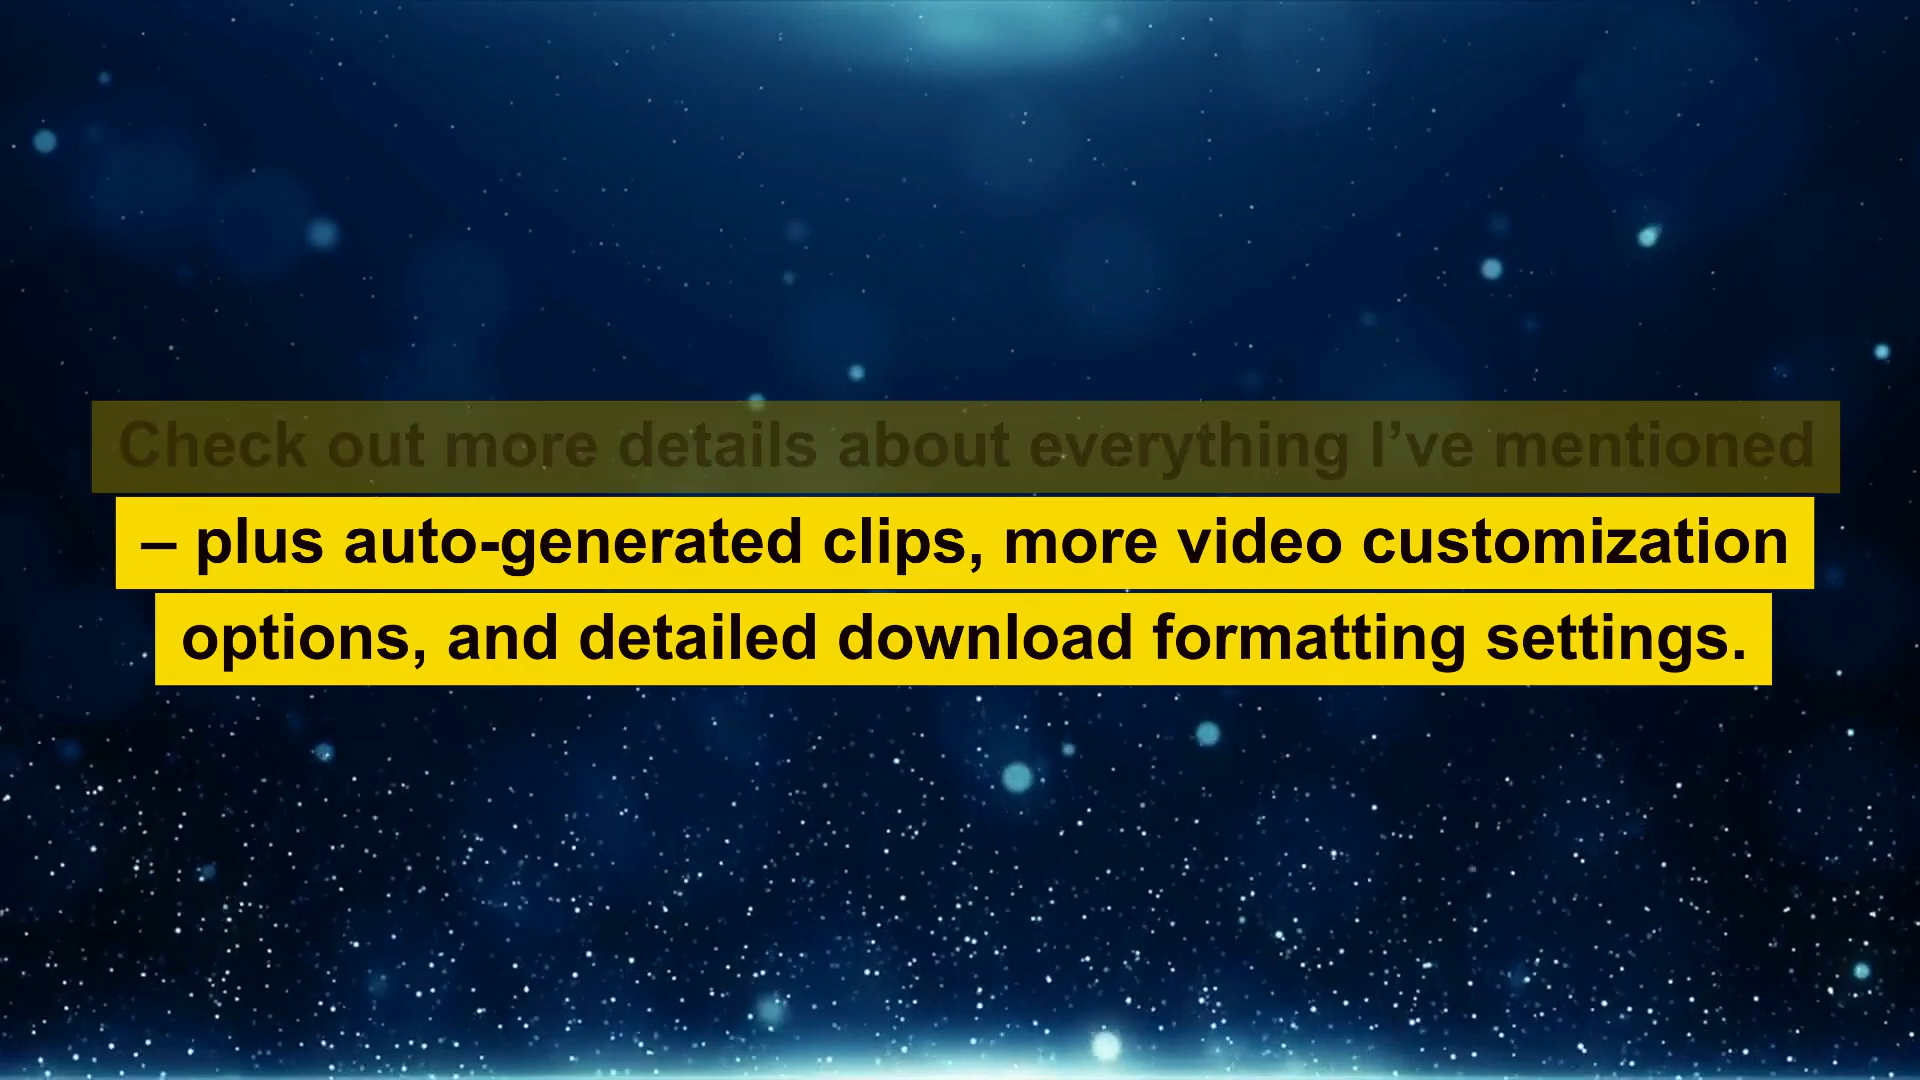 Check out more details about everything I’ve mentioned
– plus auto-generated clips, more video customization
options, and detailed download formatting settings.